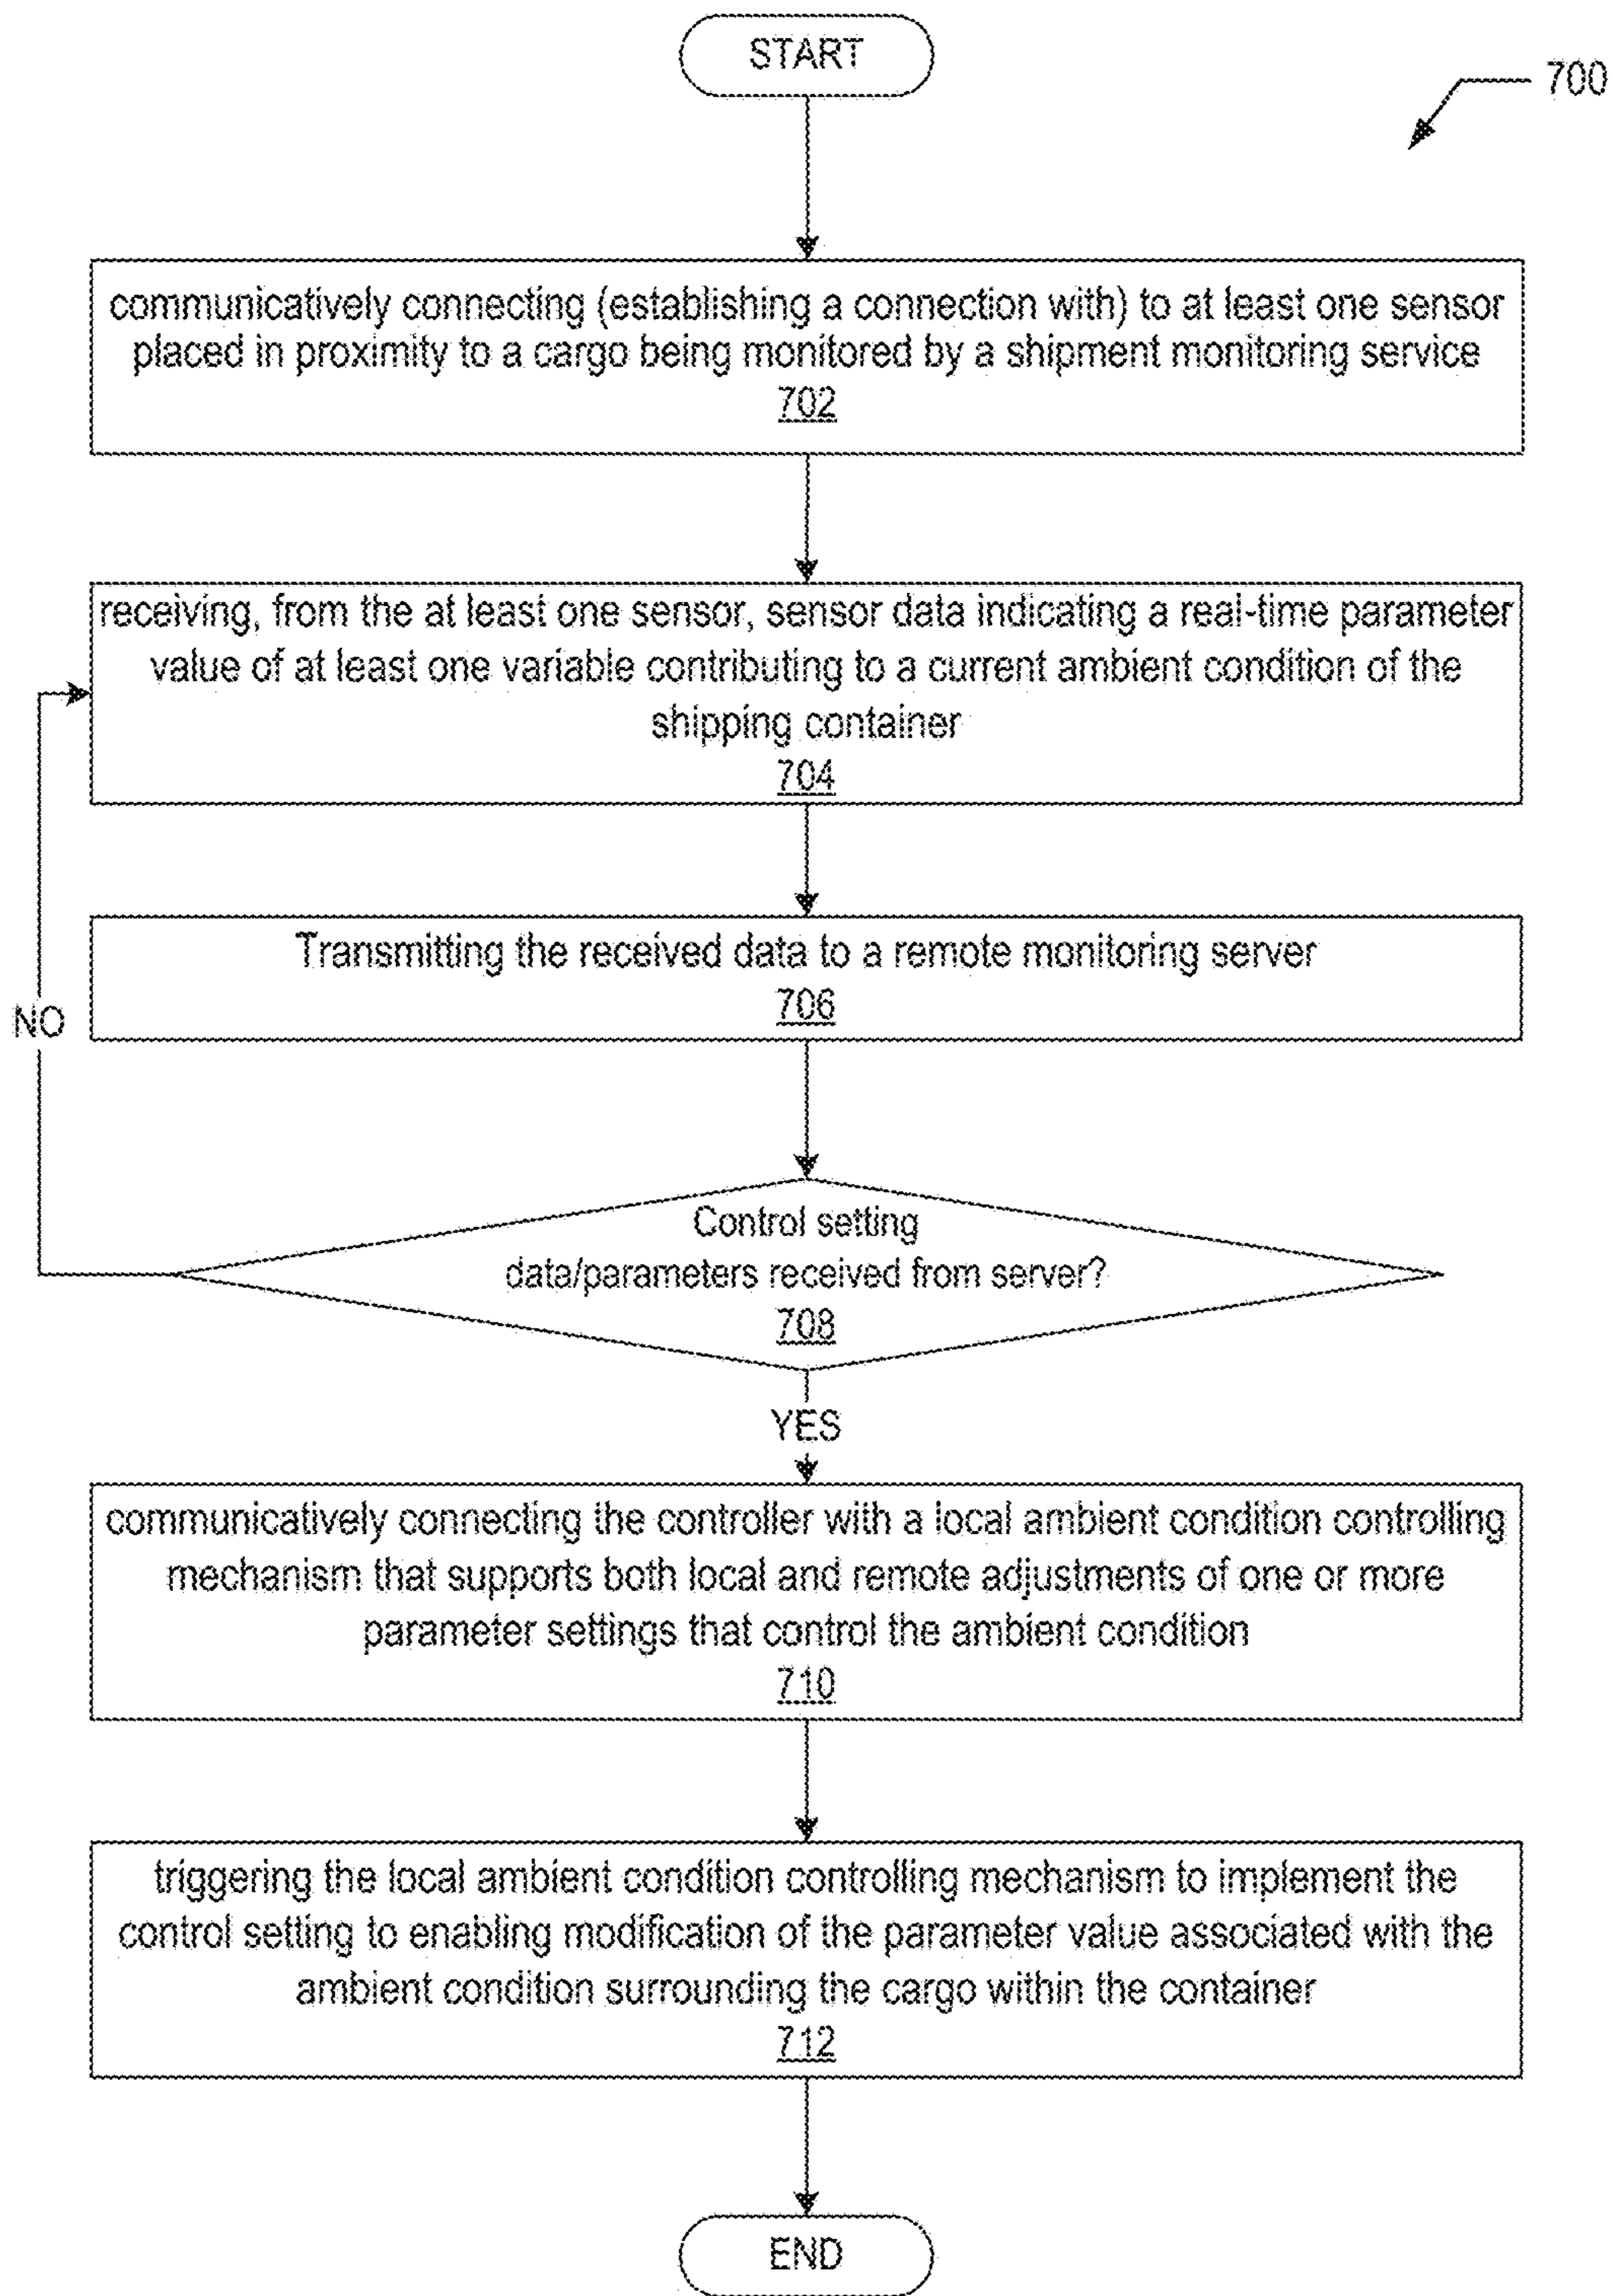 START
700
communicatively connecting (establishing a connection with) to at least one sensor
placed in proximity to a cargo being monitored by a shipment monitoring service
702
receiving, from the at least one sensor, sensor data indicating a real-time parameter
value of at least one variable contributing to a current ambient condition of the
shipping container
704
Transmitting the received data to a remote monitoring server
706
NO
Control setting
data/parameters received from server?
708
YES
communicatively connecting the controller with a local ambient condition controlling
mechanism that supports both local and remote adjustments of one or more
parameter settings that control the ambient condition
710
triggering the local ambient condition controlling mechanism to implement the
control setting to enabling modification of the parameter value associated with the
ambient condition surrounding the cargo within the container
712
END